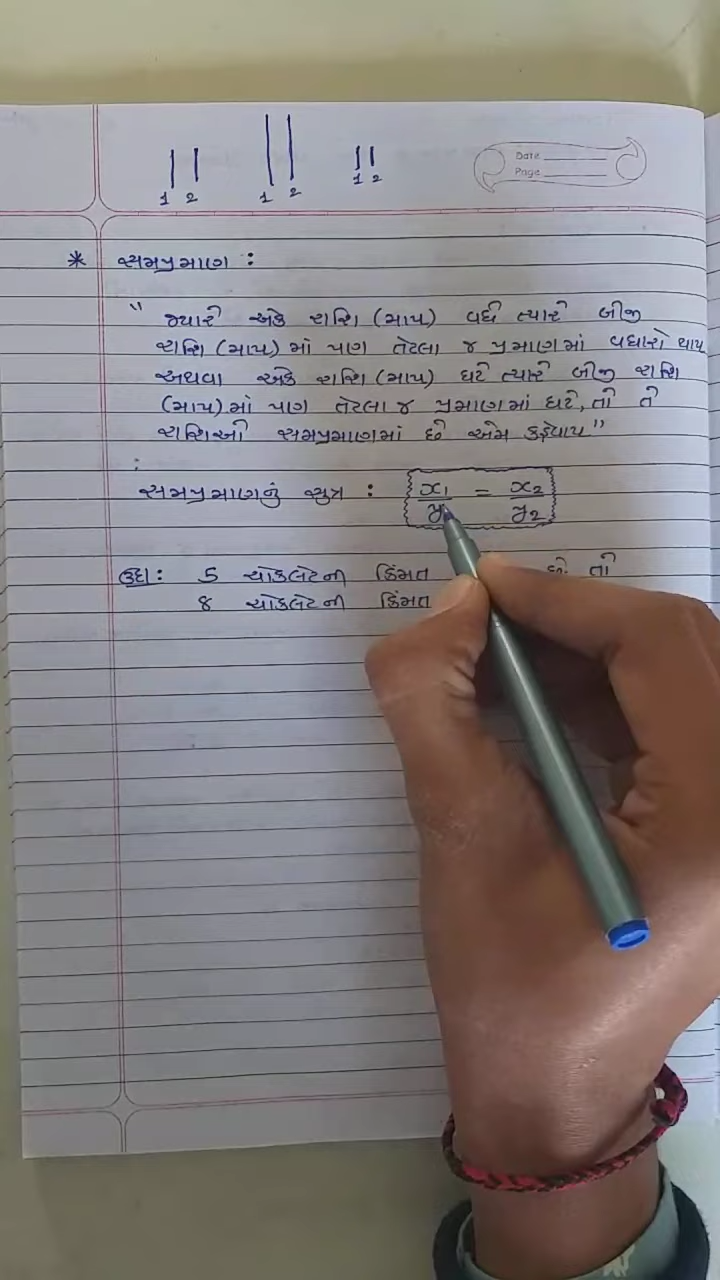 1 2 1 2 1 2
Date
Page
* સમપ્રમાણ :
" જ્યારે એક રાશિ (માપ) વધે ત્યારે બીજી
રાશિ (માપ) માં પણ તેટલા જ પ્રમાણમાં વધારો થાય
અથવા એક રાશિ (માપ) ઘટે ત્યારે બીજી રાશિ
(માપ) માં પણ તેટલા જ પ્રમાણમાં ઘટે, તો તે
રાશિઓ સમપ્રમાણમાં છે એમ કહેવાય"
:
સમપ્રમાણનું સુત્ર : x₁/y = x₂/y₂
ઉદા: 5 ચોકલેટની કિંમત છે તો
8 ચોકલેટની કિંમત